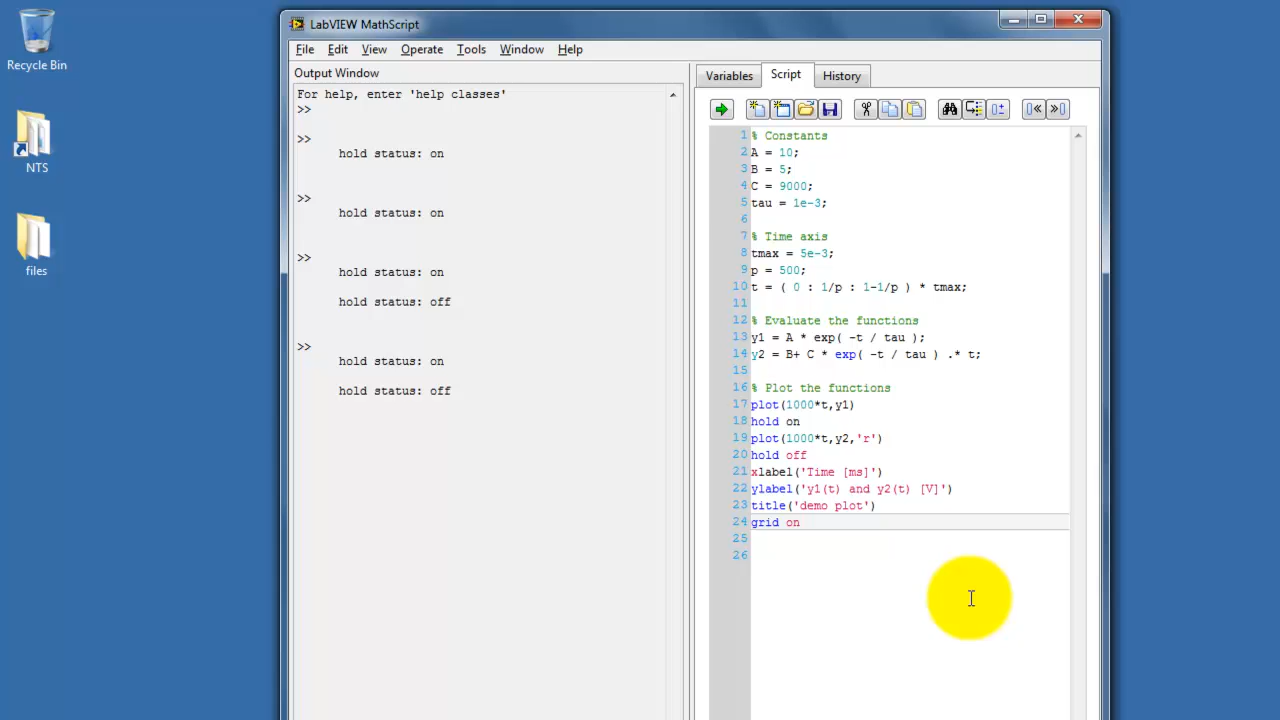 Recycle Bin
NTS
files
LabVIEW MathScript
File Edit View Operate Tools Window Help
Output Window
For help, enter 'help classes'
>>
>>
hold status: on
>>
hold status: on
>>
hold status: on
hold status: off
>>
hold status: on
hold status: off
Variables Script History
1 % Constants
2 A = 10;
3 B = 5;
4 C = 9000;
5 tau = 1e-3;
6
7 % Time axis
8 tmax = 5e-3;
9 p = 500;
10 t = ( 0 : 1/p : 1-1/p ) * tmax;
11
12 % Evaluate the functions
13 y1 = A * exp( -t / tau );
14 y2 = B+ C * exp( -t / tau ) .* t;
15
16 % Plot the functions
17 plot(1000*t,y1)
18 hold on
19 plot(1000*t,y2,'r')
20 hold off
21 xlabel('Time [ms]')
22 ylabel('y1(t) and y2(t) [V]')
23 title('demo plot')
24 grid on
25
26